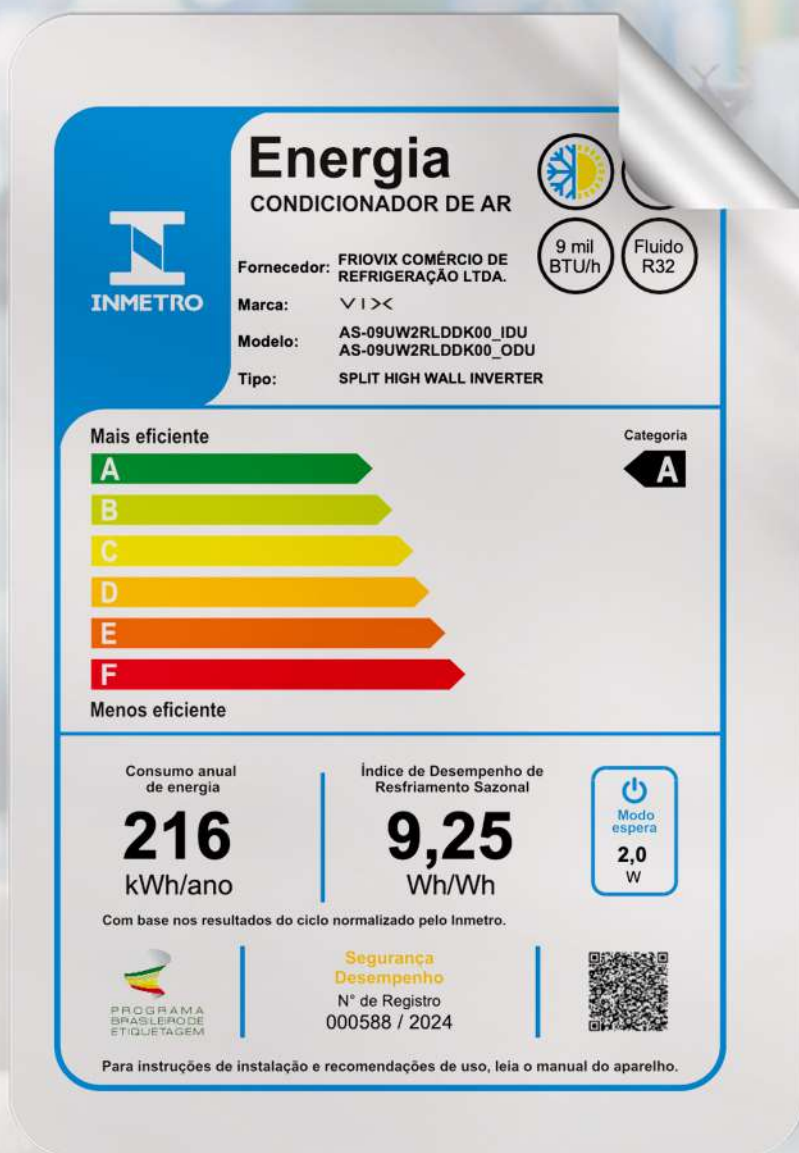 Energia
CONDICIONADOR DE AR
INMETRO
Fornecedor: FRIOVIX COMÉRCIO DE
REFRIGERAÇÃO LTDA.
Marca: VIX
Modelo: AS-09UW2RLDDK00_IDU
AS-09UW2RLDDK00_ODU
Tipo: SPLIT HIGH WALL INVERTER
9 mil
BTU/h
Fluido
R32
Mais eficiente
Categoria
A
A
B
C
D
E
F
Menos eficiente
Consumo anual
de energia
216
kWh/ano
Índice de Desempenho de
Resfriamento Sazonal
9,25
Wh/Wh
Modo
espera
2,0
W
Com base nos resultados do ciclo normalizado pelo Inmetro.
PROGRAMA
BRASILEIRO DE
ETIQUETAGEM
Segurança
Desempenho
N° de Registro
000588 / 2024
Para instruções de instalação e recomendações de uso, leia o manual do aparelho.